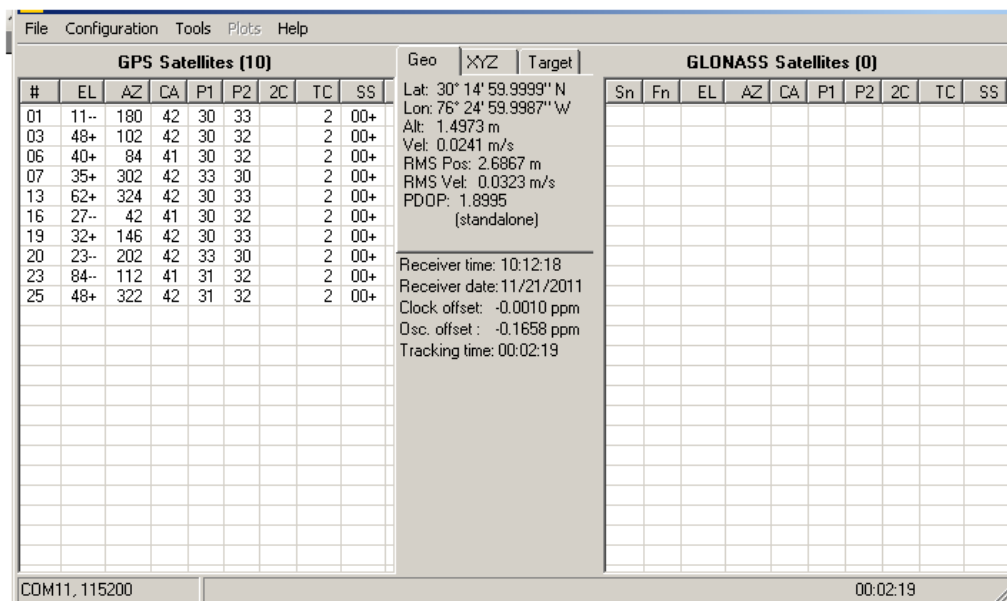 File Configuration Tools Plots Help
GPS Satellites (10)
# EL AZ CA P1 P2 2C TC SS
01 11-- 180 42 30 33 2 00+
03 48+ 102 42 30 32 2 00+
06 40+ 84 41 30 32 2 00+
07 35+ 302 42 33 30 2 00+
13 62+ 324 42 30 33 2 00+
16 27-- 42 41 30 32 2 00+
19 32+ 146 42 30 33 2 00+
20 23-- 202 42 33 30 2 00+
23 84-- 112 41 31 32 2 00+
25 48+ 322 42 31 32 2 00+
Geo XYZ Target
Lat: 30° 14' 59.9999" N
Lon: 76° 24' 59.9987" W
Alt: 1.4973 m
Vel: 0.0241 m/s
RMS Pos: 2.6867 m
RMS Vel: 0.0323 m/s
PDOP: 1.8995
(standalone)
Receiver time: 10:12:18
Receiver date: 11/21/2011
Clock offset: -0.0010 ppm
Osc. offset : -0.1658 ppm
Tracking time: 00:02:19
GLONASS Satellites (0)
Sn Fn EL AZ CA P1 P2 2C TC SS
COM11, 115200 00:02:19